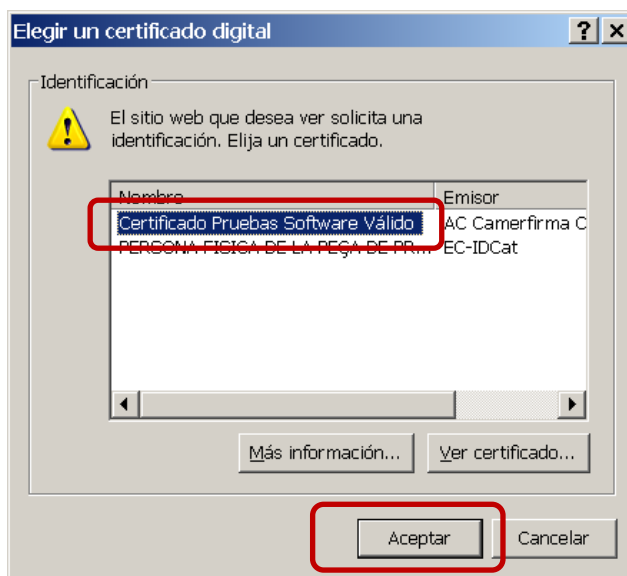 Elegir un certificado digital
Identificación
El sitio web que desea ver solicita una
identificación. Elija un certificado.
Nombre Emisor
Certificado Pruebas Software Válido AC Camerfirma C
PERSONA FISICA DE LA PEÇA DE PR... EC-IDCat
Más información... Ver certificado...
Aceptar Cancelar